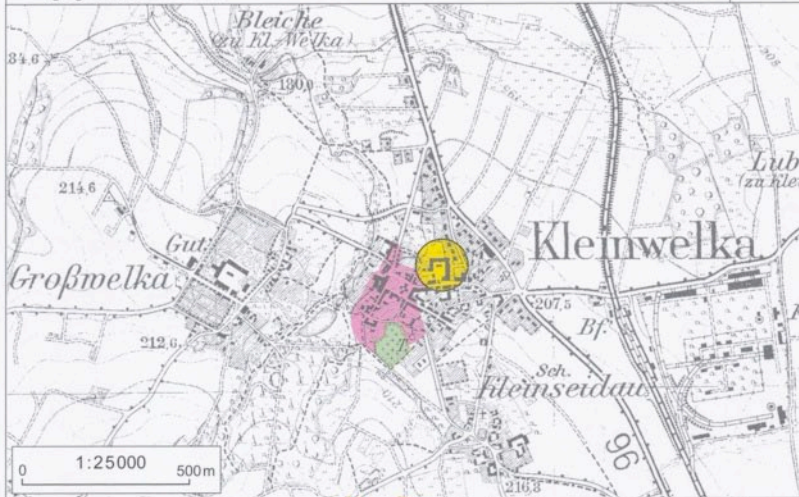 Bleiche
(zu Kl.-Welka)
84.6
180,0
Lub
(zu Kle
214.6
Gut
Kleinwelka
Großwelka
207,5
Bf.
212.6
T.
Sch.
Kleinseidau
96
216.8
1:25000
0 500m